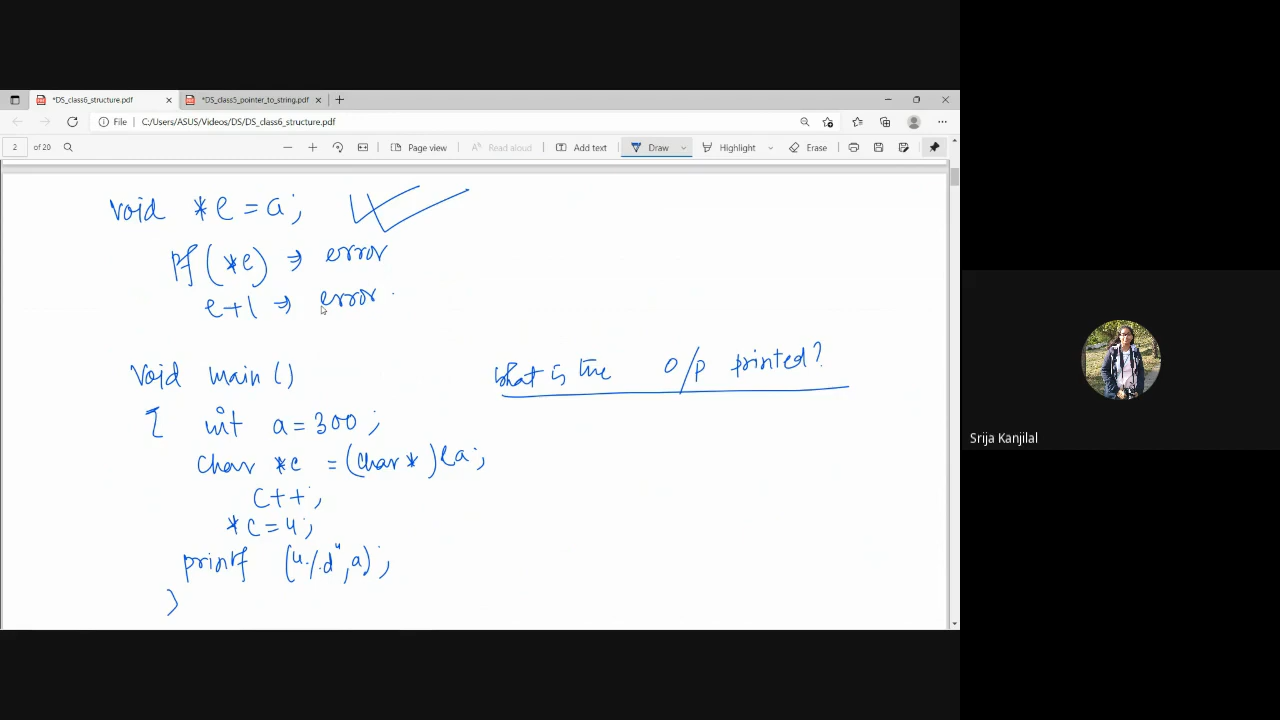 *DS_class6_structure.pdf
*DS_class5_pointer_to_string.pdf
File C:/Users/ASUS/Videos/DS/DS_class6_structure.pdf
2 of 20 Page view Read aloud Add text Draw Highlight Erase
void *e = a;
Pf (*e) ⇒ error
e+1 ⇒ error
void main ()
what is the o/p printed?
{ int a = 300;
char *c = (char *) &a;
c++;
*c = 4;
printf ("%d", a);
}
Srija Kanjilal